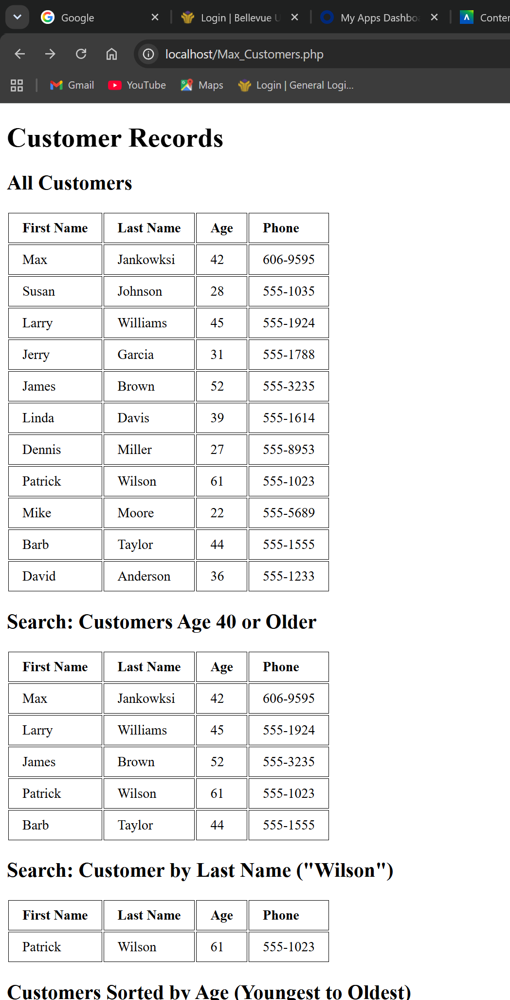 Google
Login | Bellevue U
My Apps Dashbo
Conter
localhost/Max_Customers.php
Gmail YouTube Maps Login | General Logi...
Customer Records
All Customers
First Name Last Name Age Phone
Max Jankowksi 42 606-9595
Susan Johnson 28 555-1035
Larry Williams 45 555-1924
Jerry Garcia 31 555-1788
James Brown 52 555-3235
Linda Davis 39 555-1614
Dennis Miller 27 555-8953
Patrick Wilson 61 555-1023
Mike Moore 22 555-5689
Barb Taylor 44 555-1555
David Anderson 36 555-1233
Search: Customers Age 40 or Older
First Name Last Name Age Phone
Max Jankowksi 42 606-9595
Larry Williams 45 555-1924
James Brown 52 555-3235
Patrick Wilson 61 555-1023
Barb Taylor 44 555-1555
Search: Customer by Last Name ("Wilson")
First Name Last Name Age Phone
Patrick Wilson 61 555-1023
Customers Sorted by Age (Youngest to Oldest)